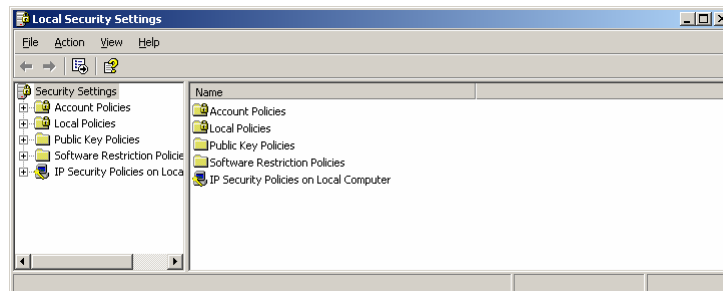 Local Security Settings
File Action View Help
Security Settings
Account Policies
Local Policies
Public Key Policies
Software Restriction Policie
IP Security Policies on Loca
Name
Account Policies
Local Policies
Public Key Policies
Software Restriction Policies
IP Security Policies on Local Computer